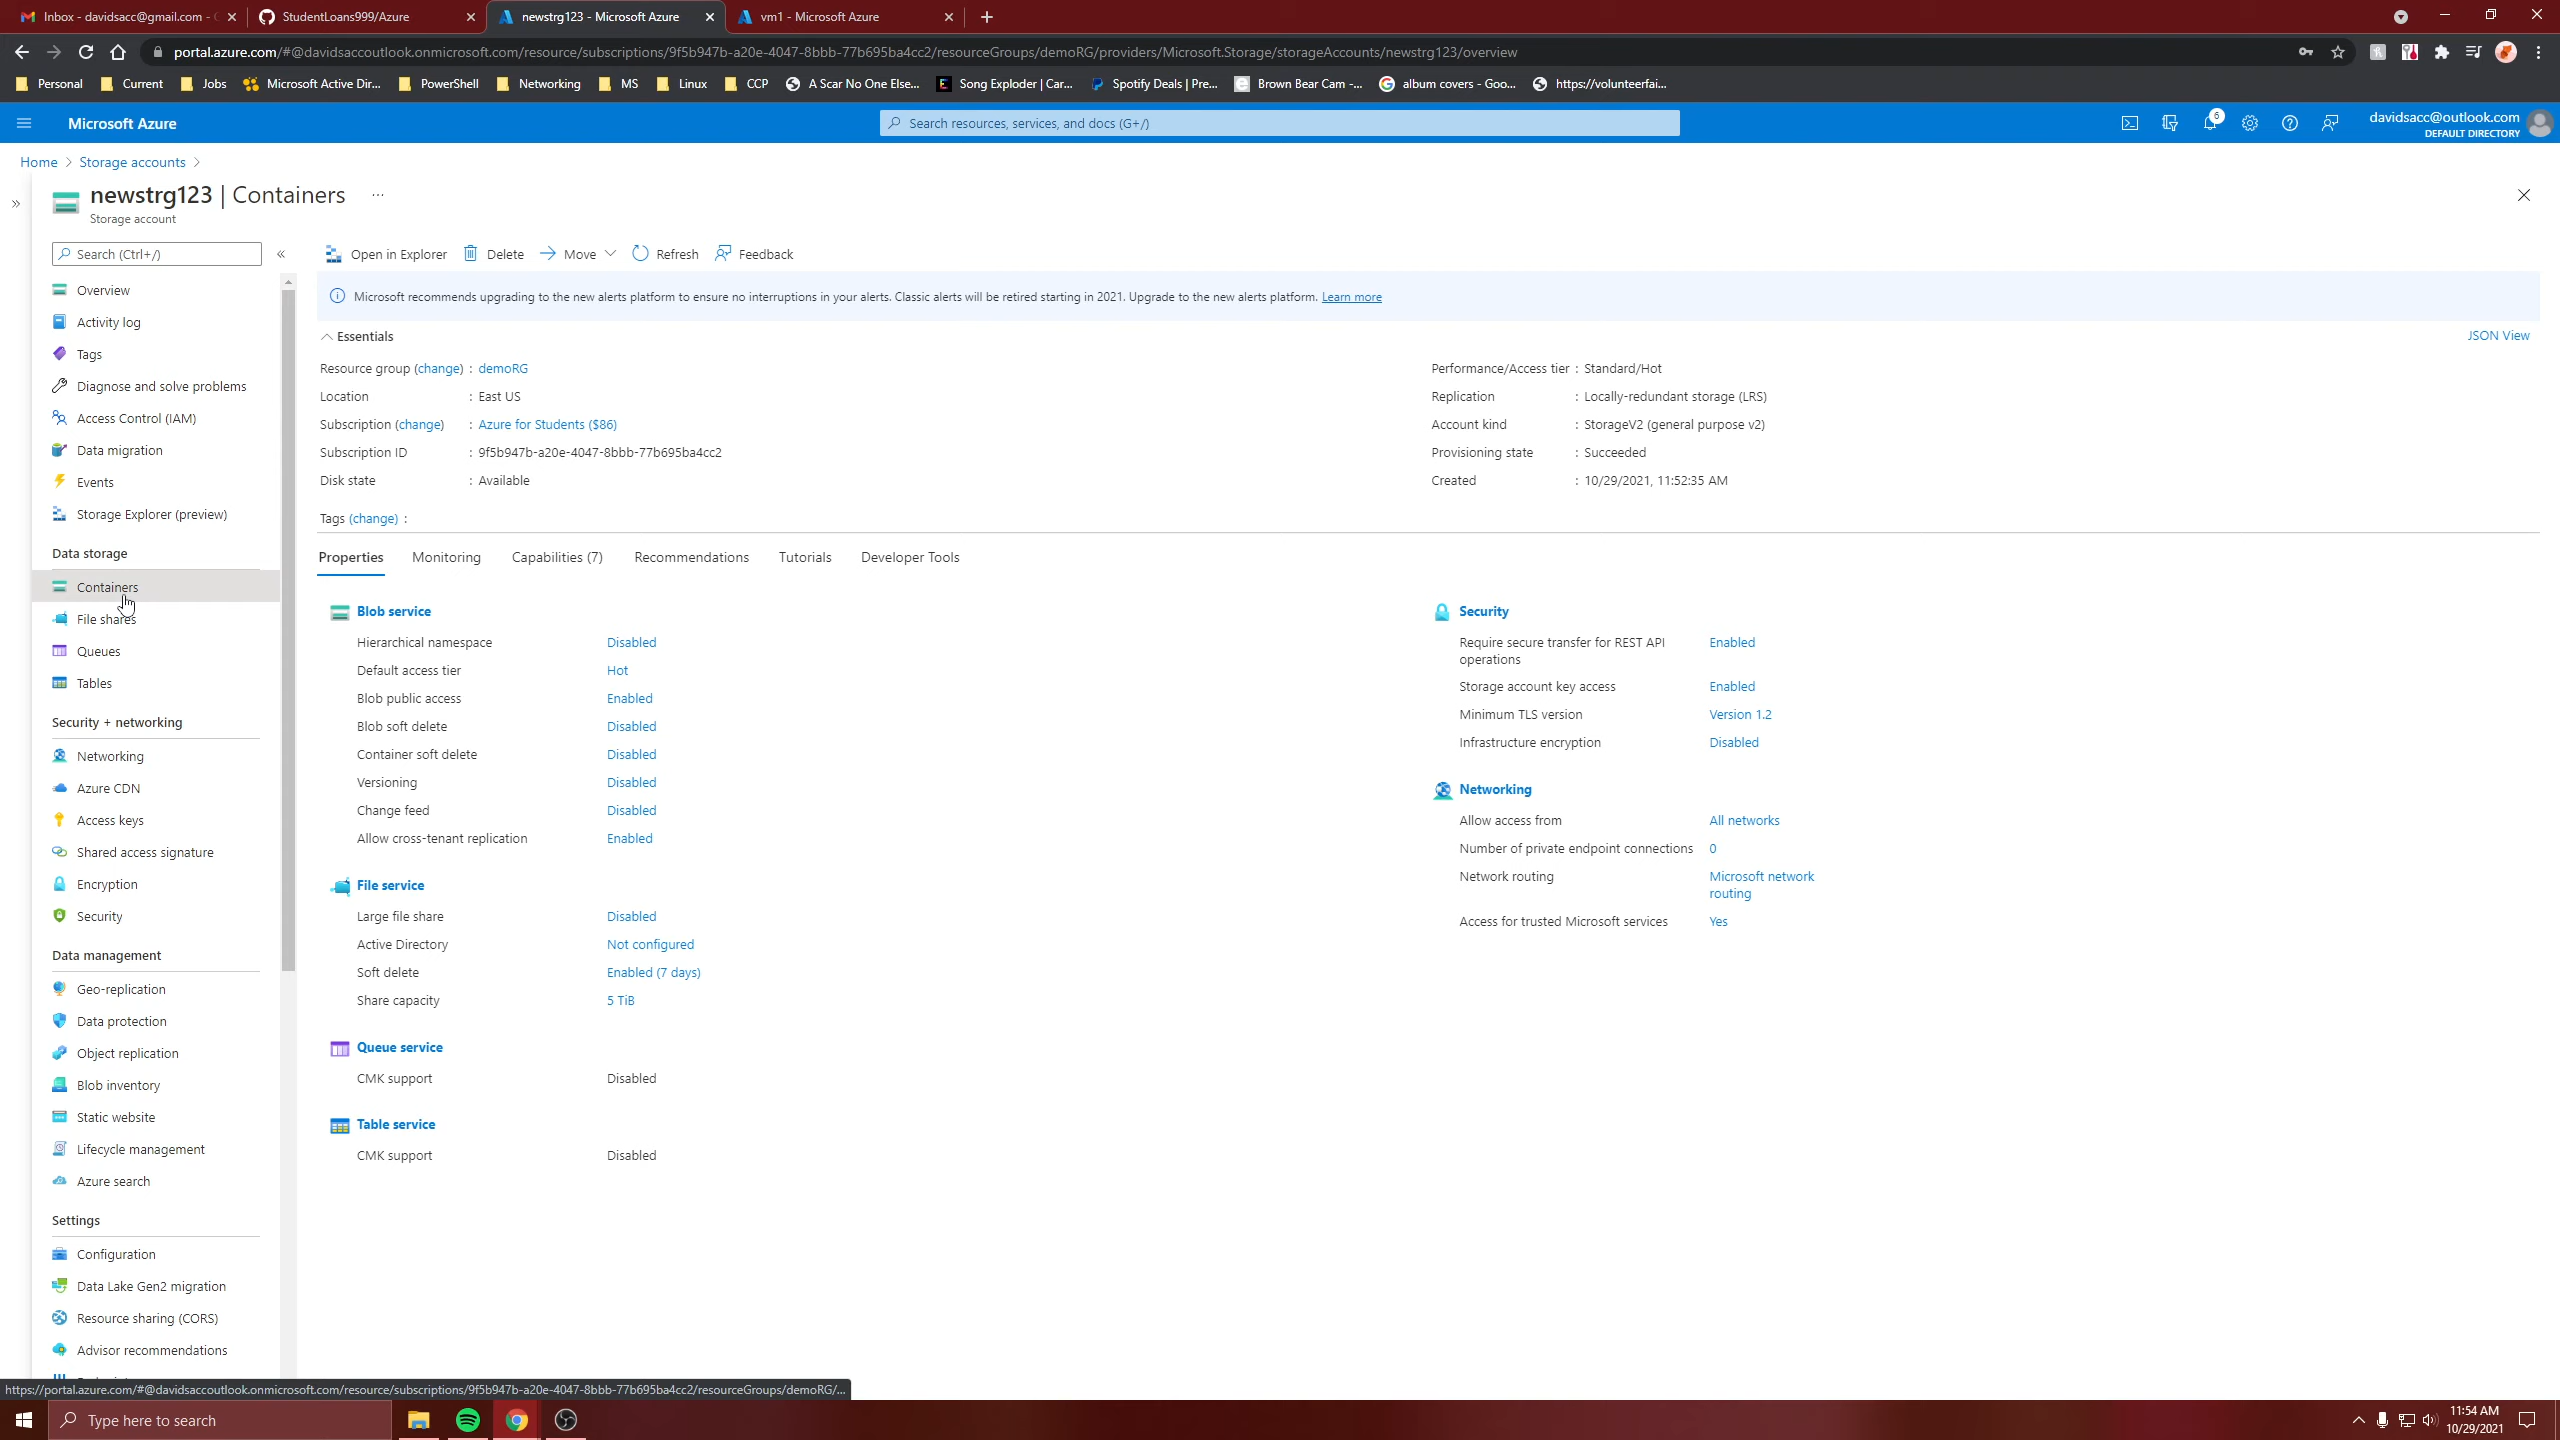 Inbox - davidsacc@gmail.com -
StudentLoans999/Azure
newstrg123 - Microsoft Azure
vm1 - Microsoft Azure
portal.azure.com/#@davidsaccoutlook.onmicrosoft.com/resource/subscriptions/9f5b947b-a20e-4047-8bbb-77b695ba4cc2/resourceGroups/demoRG/providers/Microsoft.Storage/storageAccounts/newstrg123/overview
Personal
Current
Jobs
Microsoft Active Dir...
PowerShell
Networking
MS
Linux
CCP
A Scar No One Else...
Song Exploder | Car...
Spotify Deals | Pre...
Brown Bear Cam -...
album covers - Goo...
https://volunteerfai...
Microsoft Azure
Search resources, services, and docs (G+/)
6
davidsacc@outlook.com
DEFAULT DIRECTORY
Home > Storage accounts >
newstrg123 | Containers ...
Storage account
Search (Ctrl+/)
Overview
Activity log
Tags
Diagnose and solve problems
Access Control (IAM)
Data migration
Events
Storage Explorer (preview)
Data storage
Containers
File shares
Queues
Tables
Security + networking
Networking
Azure CDN
Access keys
Shared access signature
Encryption
Security
Data management
Geo-replication
Data protection
Object replication
Blob inventory
Static website
Lifecycle management
Azure search
Settings
Configuration
Data Lake Gen2 migration
Resource sharing (CORS)
Advisor recommendations
Open in Explorer
Delete
Move
Refresh
Feedback
Microsoft recommends upgrading to the new alerts platform to ensure no interruptions in your alerts. Classic alerts will be retired starting in 2021. Upgrade to the new alerts platform. Learn more
Essentials
JSON View
Resource group (change) : demoRG
Location : East US
Subscription (change) : Azure for Students ($86)
Subscription ID : 9f5b947b-a20e-4047-8bbb-77b695ba4cc2
Disk state : Available
Performance/Access tier : Standard/Hot
Replication : Locally-redundant storage (LRS)
Account kind : StorageV2 (general purpose v2)
Provisioning state : Succeeded
Created : 10/29/2021, 11:52:35 AM
Tags (change) :
Properties
Monitoring
Capabilities (7)
Recommendations
Tutorials
Developer Tools
Blob service
Hierarchical namespace Disabled
Default access tier Hot
Blob public access Enabled
Blob soft delete Disabled
Container soft delete Disabled
Versioning Disabled
Change feed Disabled
Allow cross-tenant replication Enabled
File service
Large file share Disabled
Active Directory Not configured
Soft delete Enabled (7 days)
Share capacity 5 TiB
Queue service
CMK support Disabled
Table service
CMK support Disabled
Security
Require secure transfer for REST API Enabled
operations
Storage account key access Enabled
Minimum TLS version Version 1.2
Infrastructure encryption Disabled
Networking
Allow access from All networks
Number of private endpoint connections 0
Network routing Microsoft network
routing
Access for trusted Microsoft services Yes
https://portal.azure.com/#@davidsaccoutlook.onmicrosoft.com/resource/subscriptions/9f5b947b-a20e-4047-8bbb-77b695ba4cc2/resourceGroups/demoRG/...
Type here to search
11:54 AM
10/29/2021